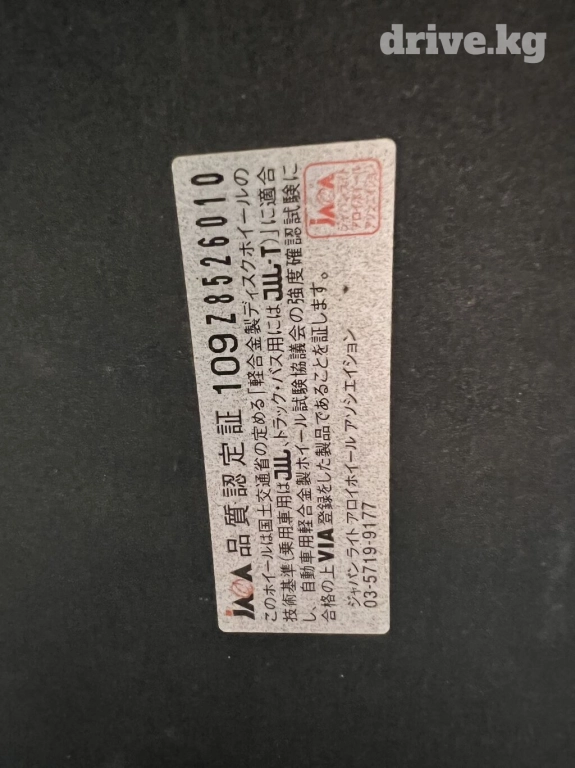 drive.kg
JAWA 品質認定証 109Z8526010
このホイールは国土交通省の定める「軽合金製ディスクホイールの
技術基準(乗用車用はJWL、トラック・バス用にはJWL-T)」に適合
し、自動車用軽合金製ホイール試験協議会の強度確認試験に
合格の上VIA登録をした製品であることを証します。
ジャパン ライト アロイホイール アソシエイション
03-5719-9177
JAWA